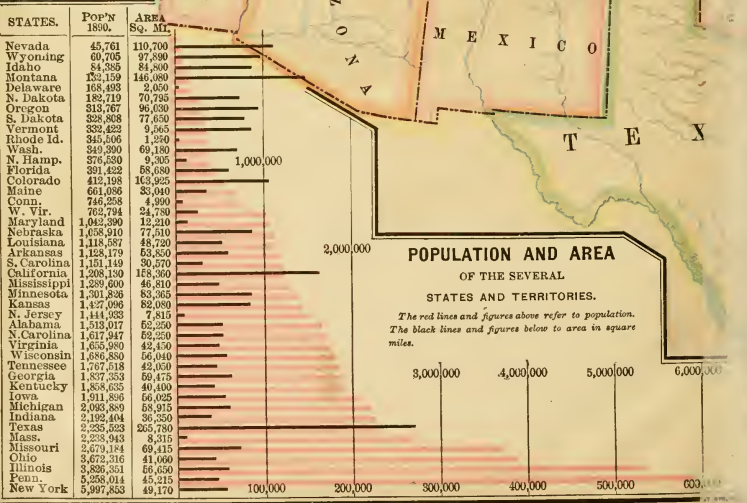 STATES. POP'N 1890. AREA SQ. MI.
Nevada 45,761 110,700
Wyoming 60,705 97,890
Idaho 84,385 84,800
Montana 132,159 146,080
Delaware 168,493 2,050
N. Dakota 182,719 70,795
Oregon 313,767 96,030
S. Dakota 328,808 77,650
Vermont 332,422 9,565
Rhode Id. 345,506 1,250
Wash. 349,390 69,180
N. Hamp. 376,530 9,305
Florida 391,422 58,680
Colorado 412,198 103,925
Maine 661,086 33,040
Conn. 746,258 4,990
W. Vir. 762,794 24,780
Maryland 1,042,390 12,210
Nebraska 1,058,910 77,510
Louisiana 1,118,587 48,720
Arkansas 1,128,179 53,850
S. Carolina 1,151,149 30,570
California 1,208,130 158,360
Mississippi 1,289,600 46,810
Minnesota 1,301,826 83,365
Kansas 1,427,096 82,080
N. Jersey 1,444,933 7,815
Alabama 1,513,017 52,250
N.Carolina 1,617,947 52,250
Virginia 1,655,980 42,450
Wisconsin 1,686,880 56,040
Tennessee 1,767,518 42,050
Georgia 1,837,353 59,475
Kentucky 1,858,635 40,400
Iowa 1,911,896 56,025
Michigan 2,093,889 58,915
Indiana 2,192,404 36,350
Texas 2,235,523 265,780
Mass. 2,238,943 8,315
Missouri 2,679,184 69,415
Ohio 3,672,316 41,060
Illinois 3,826,351 56,650
Penn. 5,258,014 45,215
New York 5,997,853 49,170
ZONA
MEXICO
TEX
1,000,000
2,000,000
POPULATION AND AREA
OF THE SEVERAL
STATES AND TERRITORIES.
The red lines and figures above refer to population.
The black lines and figures below to area in square
miles.
3,000,000 4,000,000 5,000,000 6,000,000
100,000 200,000 300,000 400,000 500,000